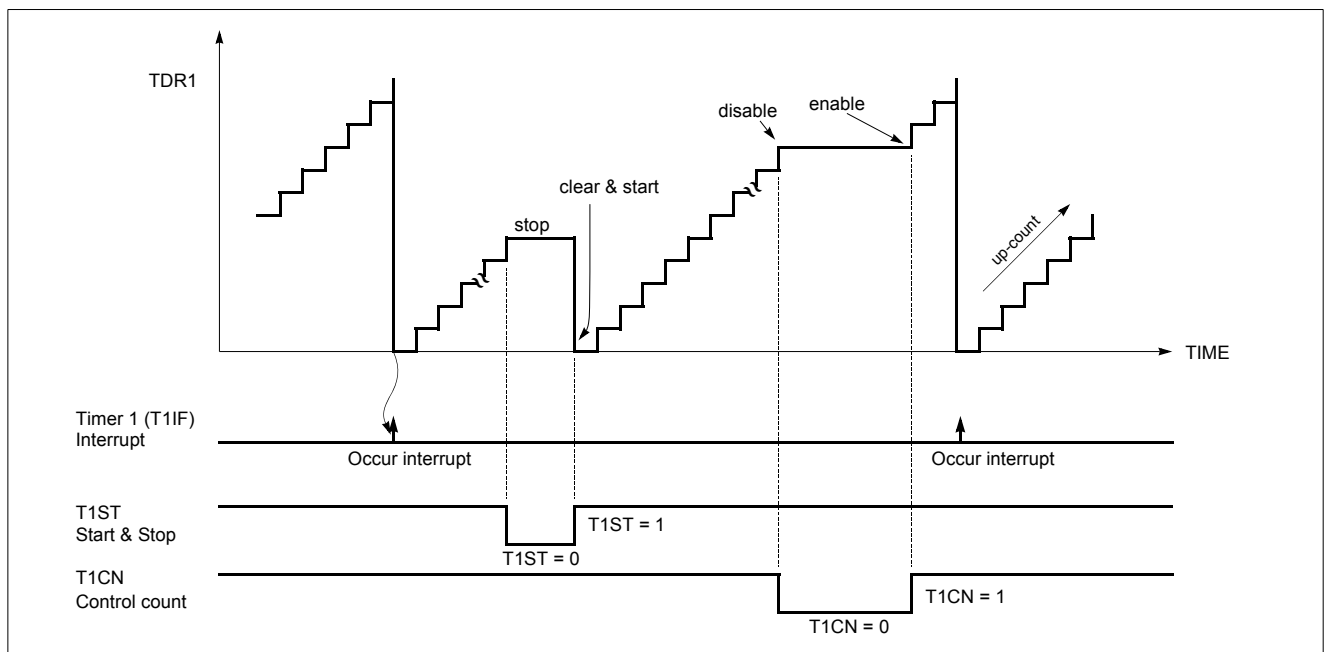 TDR1
disable
enable
clear & start
stop
up-count
TIME
Timer 1 (T1IF)
Interrupt
Occur interrupt
Occur interrupt
T1ST
Start & Stop
T1ST = 1
T1ST = 0
T1CN
Control count
T1CN = 1
T1CN = 0